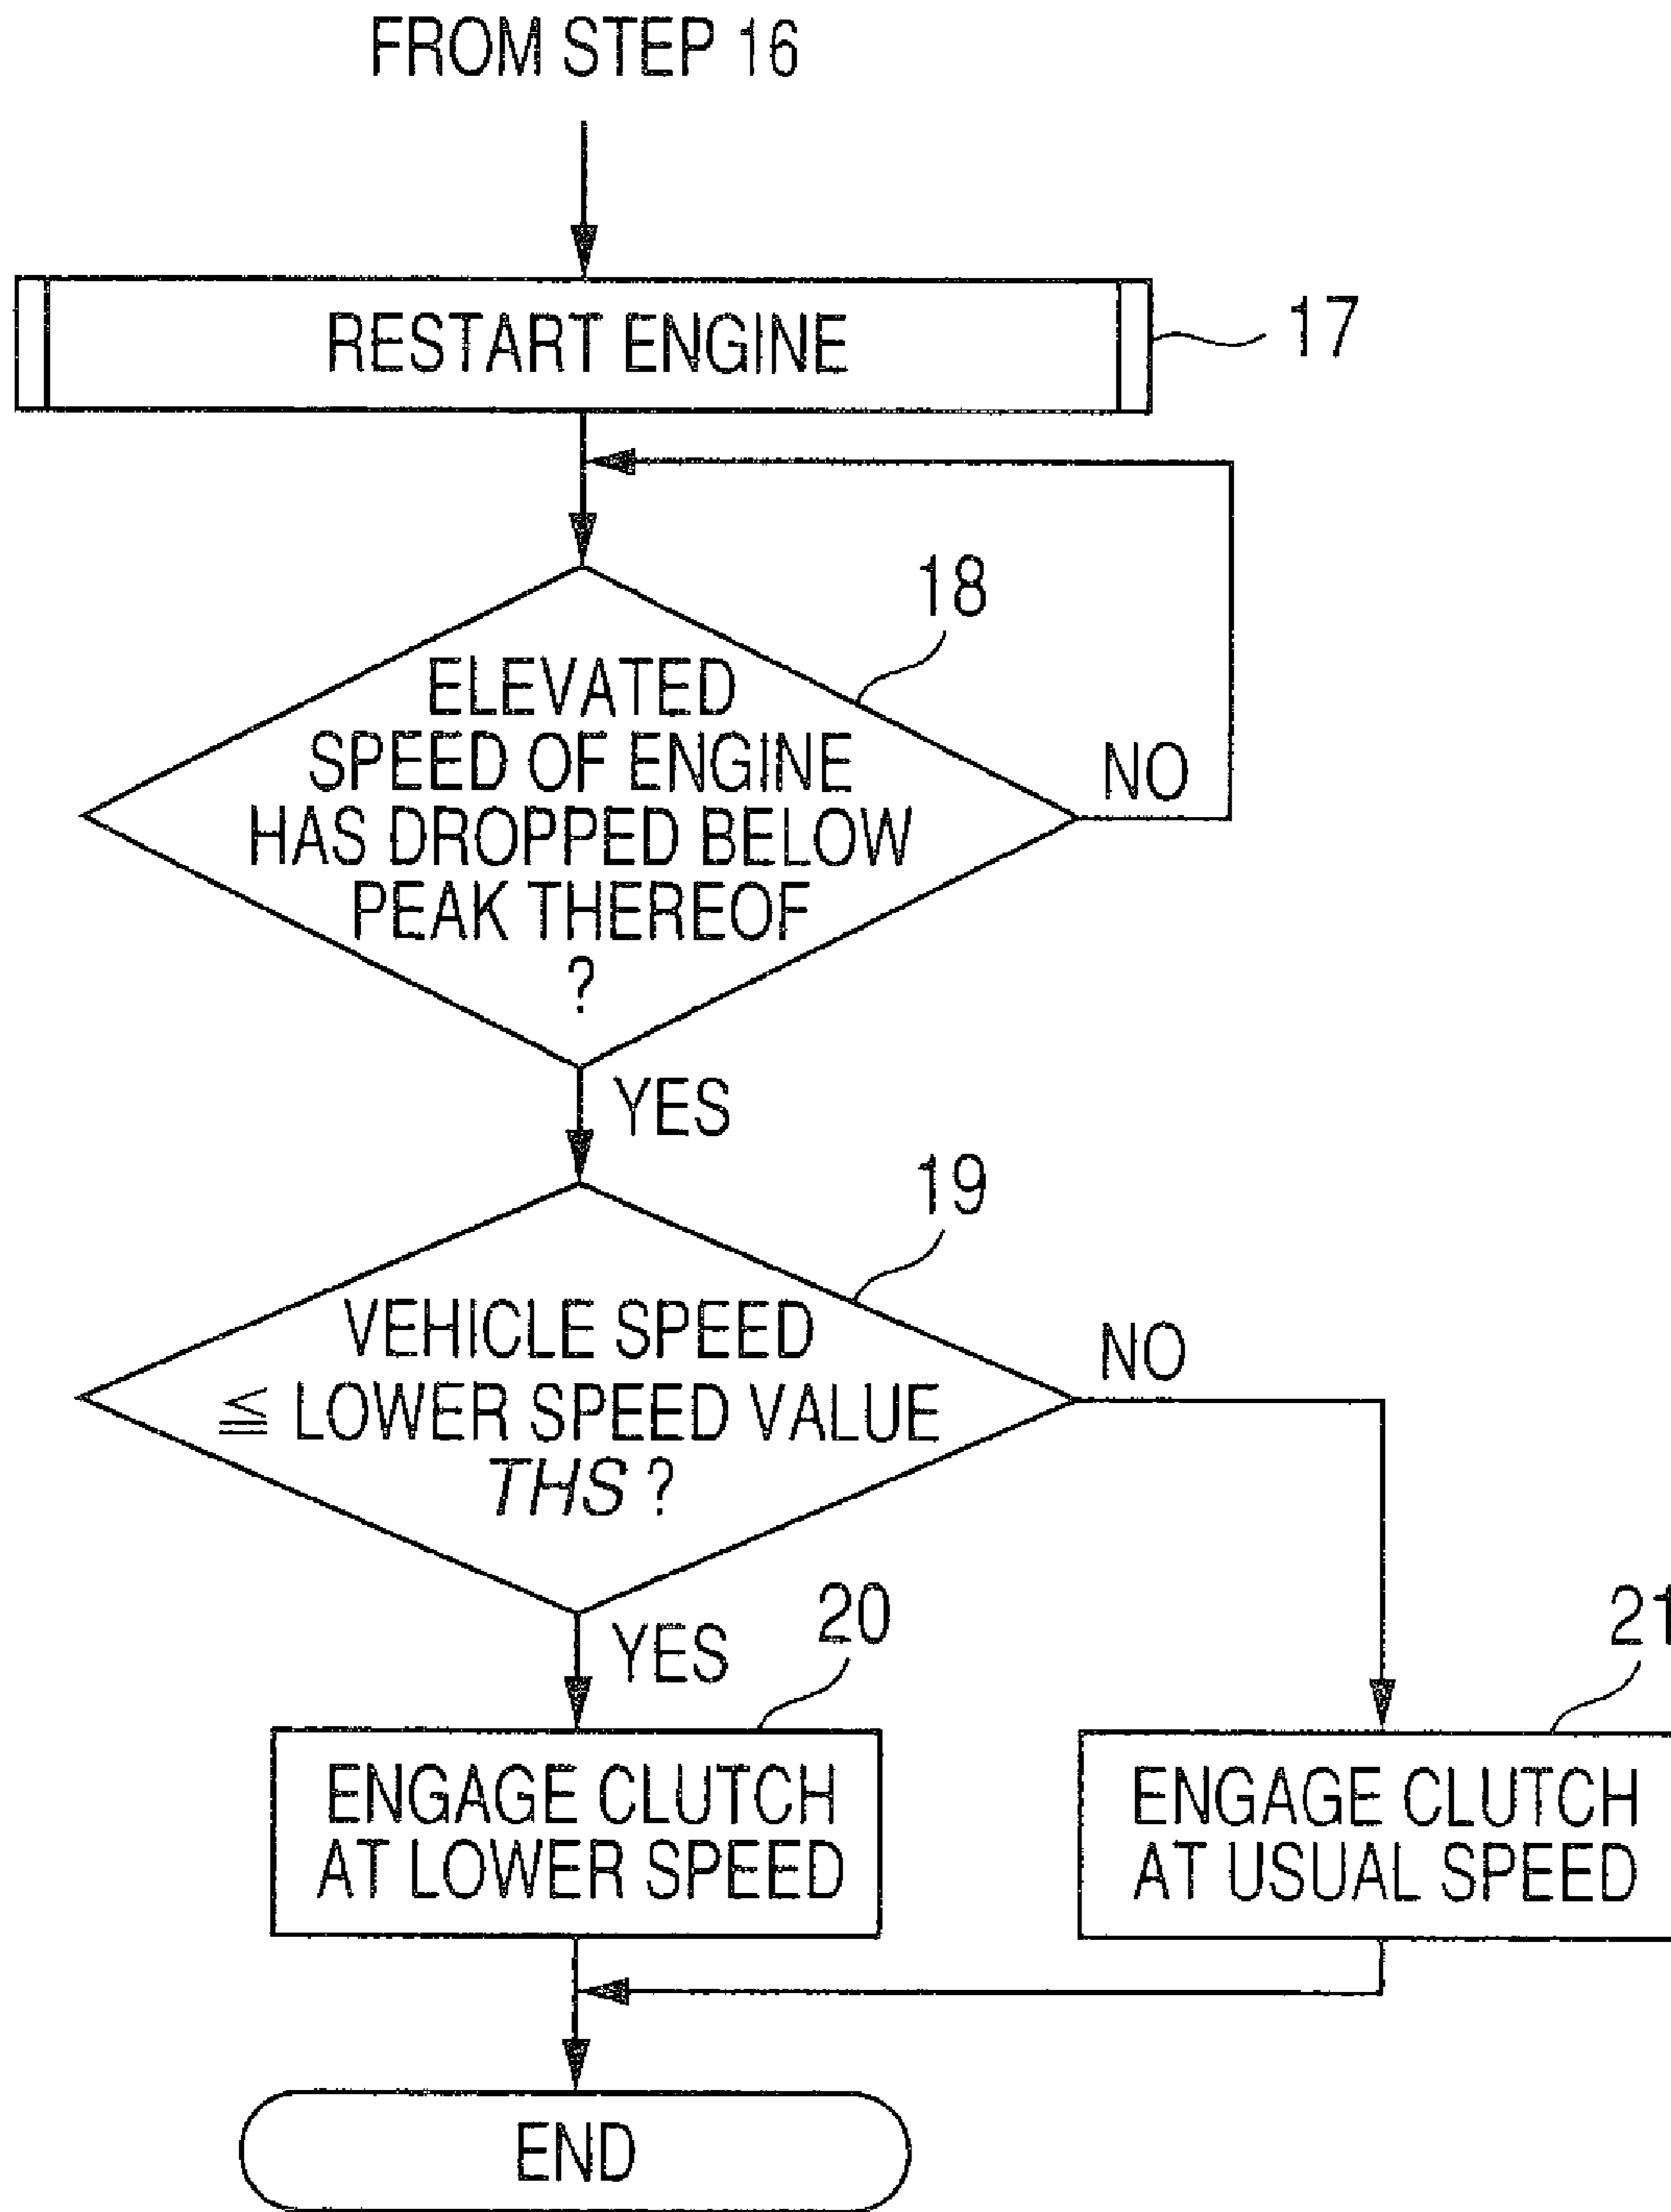 FROM STEP 16
RESTART ENGINE
17
18
ELEVATED
SPEED OF ENGINE
HAS DROPPED BELOW
PEAK THEREOF
?
NO
YES
19
VEHICLE SPEED
≦ LOWER SPEED VALUE
THS ?
NO
YES
20
21
ENGAGE CLUTCH
AT LOWER SPEED
ENGAGE CLUTCH
AT USUAL SPEED
END